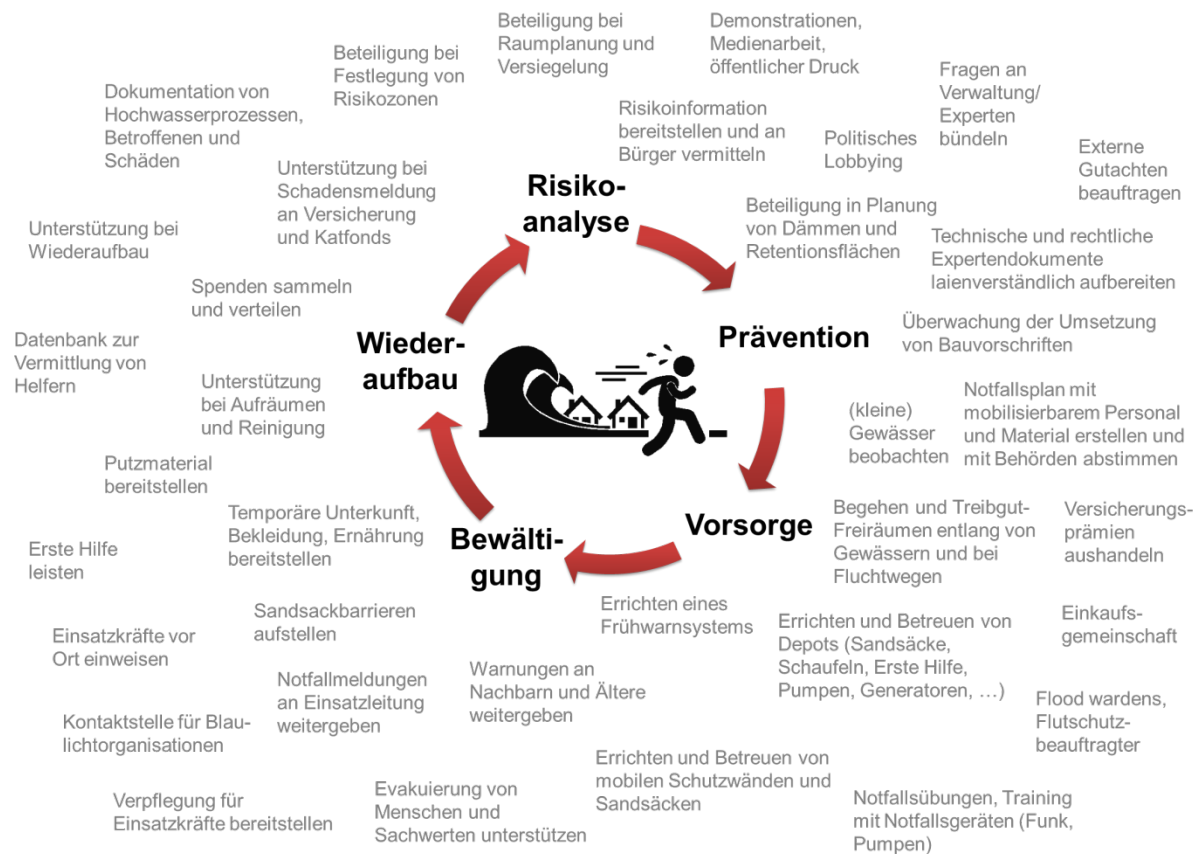 Beteiligung bei
Raumplanung und
Versiegelung
Demonstrationen,
Medienarbeit,
öffentlicher Druck
Beteiligung bei
Festlegung von
Risikozonen
Fragen an
Verwaltung/
Experten
bündeln
Dokumentation von
Hochwasserprozessen,
Betroffenen und
Schäden
Risikoinformation
bereitstellen und an
Bürger vermitteln
Politisches
Lobbying
Externe
Gutachten
beauftragen
Unterstützung bei
Schadensmeldung
an Versicherung
und Katfonds
Risiko-
analyse
Beteiligung in Planung
von Dämmen und
Retentionsflächen
Unterstützung bei
Wiederaufbau
Technische und rechtliche
Expertendokumente
laienverständlich aufbereiten
Spenden sammeln
und verteilen
Wieder-
aufbau
Prävention
Überwachung der Umsetzung
von Bauvorschriften
Datenbank zur
Vermittlung von
Helfern
Unterstützung
bei Aufräumen
und Reinigung
(kleine)
Gewässer
beobachten
Notfallsplan mit
mobilisierbarem Personal
und Material erstellen und
mit Behörden abstimmen
Putzmaterial
bereitstellen
Temporäre Unterkunft,
Bekleidung, Ernährung
bereitstellen
Bewälti-
gung
Vorsorge
Begehen und Treibgut-
Freiräumen entlang von
Gewässern und bei
Fluchtwegen
Versicherungs-
prämien
aushandeln
Erste Hilfe
leisten
Sandsackbarrieren
aufstellen
Errichten eines
Frühwarnsystems
Errichten und Betreuen von
Depots (Sandsäcke,
Schaufeln, Erste Hilfe,
Pumpen, Generatoren, …)
Einkaufs-
gemeinschaft
Einsatzkräfte vor
Ort einweisen
Notfallmeldungen
an Einsatzleitung
weitergeben
Warnungen an
Nachbarn und Ältere
weitergeben
Flood wardens,
Flutschutz-
beauftragter
Kontaktstelle für Blau-
lichtorganisationen
Errichten und Betreuen von
mobilen Schutzwänden und
Sandsäcken
Verpflegung für
Einsatzkräfte bereitstellen
Evakuierung von
Menschen und
Sachwerten unterstützen
Notfallsübungen, Training
mit Notfallsgeräten (Funk,
Pumpen)